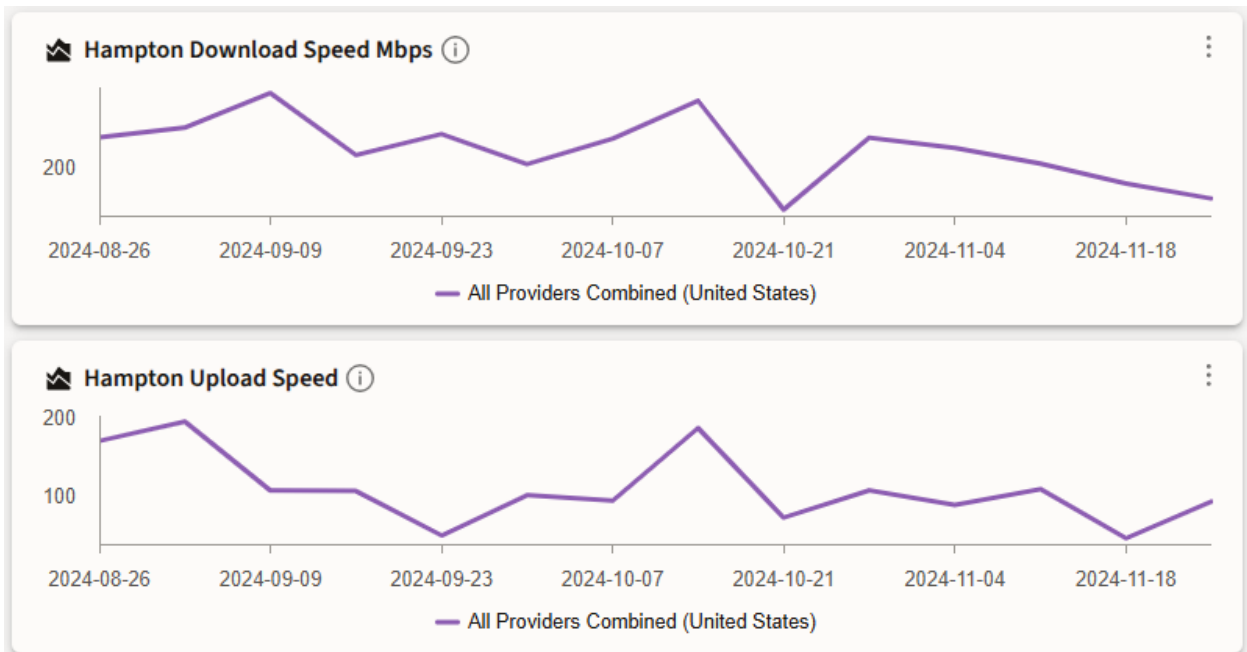 Hampton Download Speed Mbps
200
2024-08-26 2024-09-09 2024-09-23 2024-10-07 2024-10-21 2024-11-04 2024-11-18
All Providers Combined (United States)
Hampton Upload Speed
200
100
2024-08-26 2024-09-09 2024-09-23 2024-10-07 2024-10-21 2024-11-04 2024-11-18
All Providers Combined (United States)